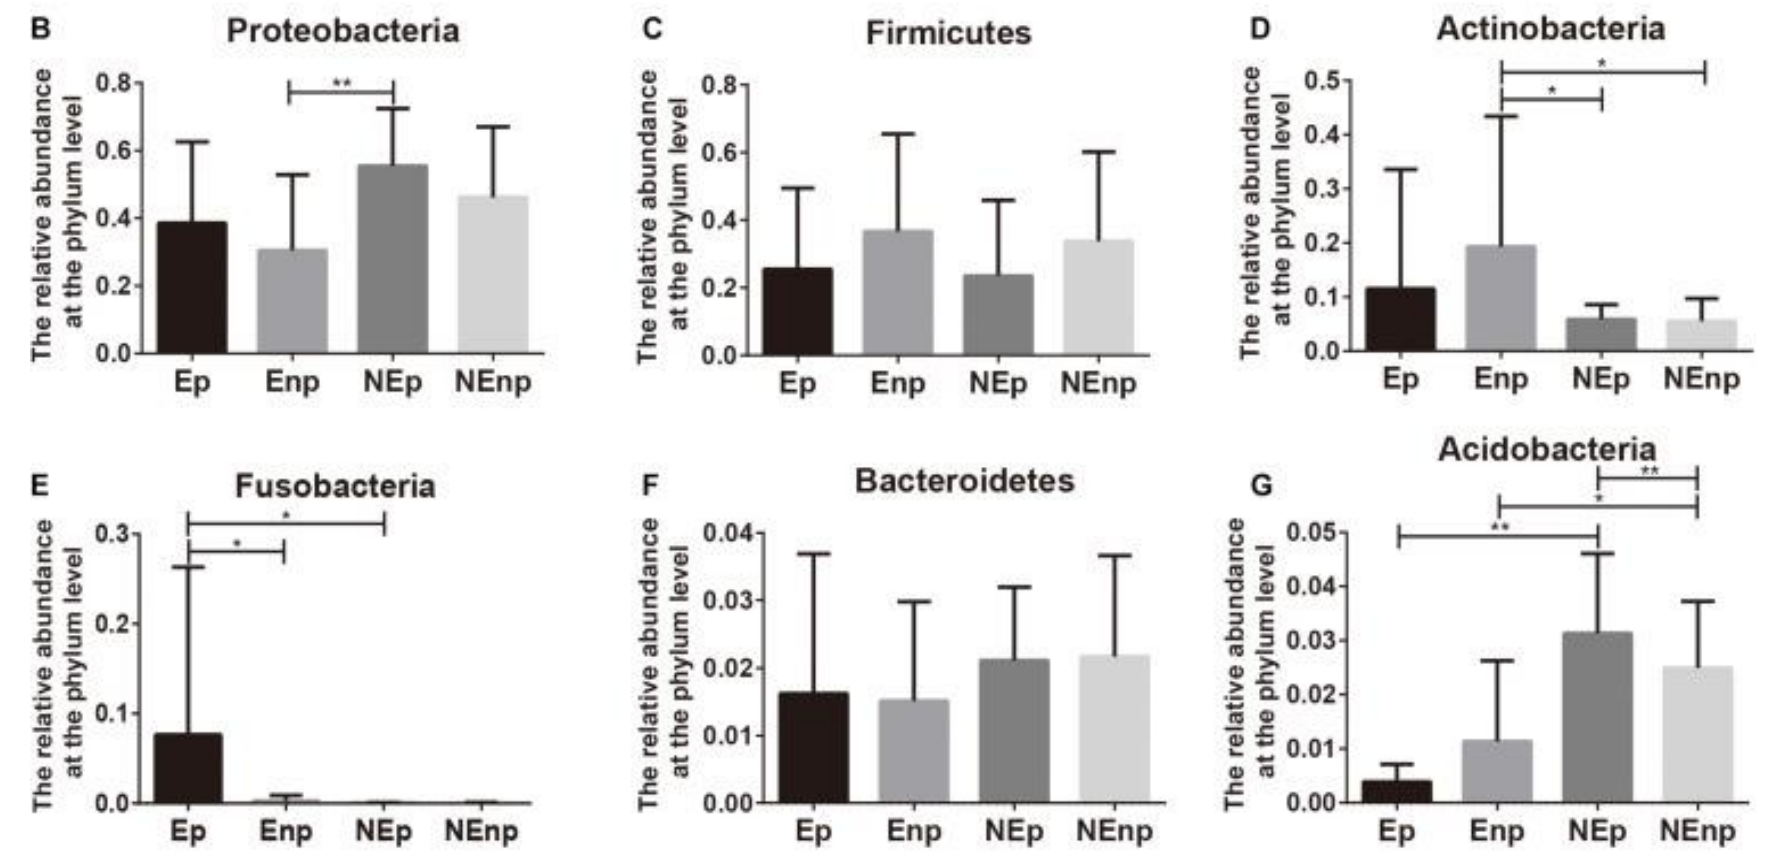 B
Proteobacteria
The relative abundance
at the phylum level
0.8
0.6
0.4
0.2
0.0
**
Ep Enp NEp NEnp
C
Firmicutes
The relative abundance
at the phylum level
0.8
0.6
0.4
0.2
0.0
Ep Enp NEp NEnp
D
Actinobacteria
The relative abundance
at the phylum level
0.5
0.4
0.3
0.2
0.1
0.0
*
*
Ep Enp NEp NEnp
E
Fusobacteria
The relative abundance
at the phylum level
0.3
0.2
0.1
0.0
*
*
Ep Enp NEp NEnp
F
Bacteroidetes
The relative abundance
at the phylum level
0.04
0.03
0.02
0.01
0.00
Ep Enp NEp NEnp
G
Acidobacteria
The relative abundance
at the phylum level
0.05
0.04
0.03
0.02
0.01
0.00
**
*
**
Ep Enp NEp NEnp